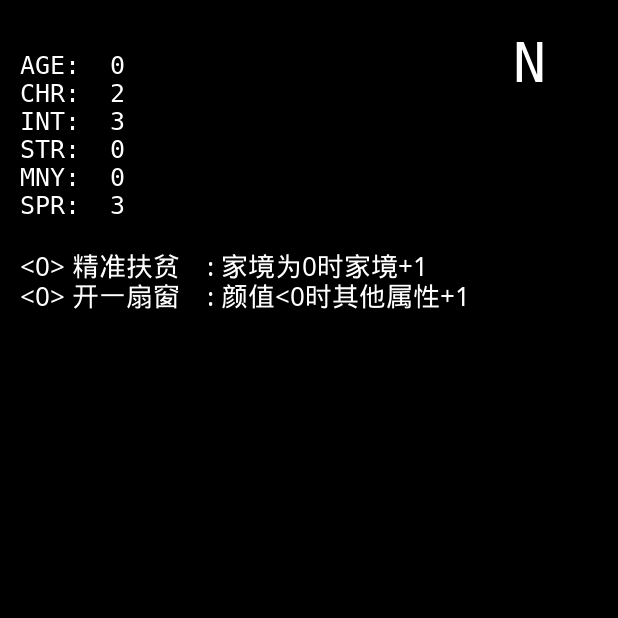 N
AGE: 0
CHR: 2
INT: 3
STR: 0
MNY: 0
SPR: 3
<0> 精准扶贫 : 家境为0时家境+1
<0> 开一扇窗 : 颜值<0时其他属性+1